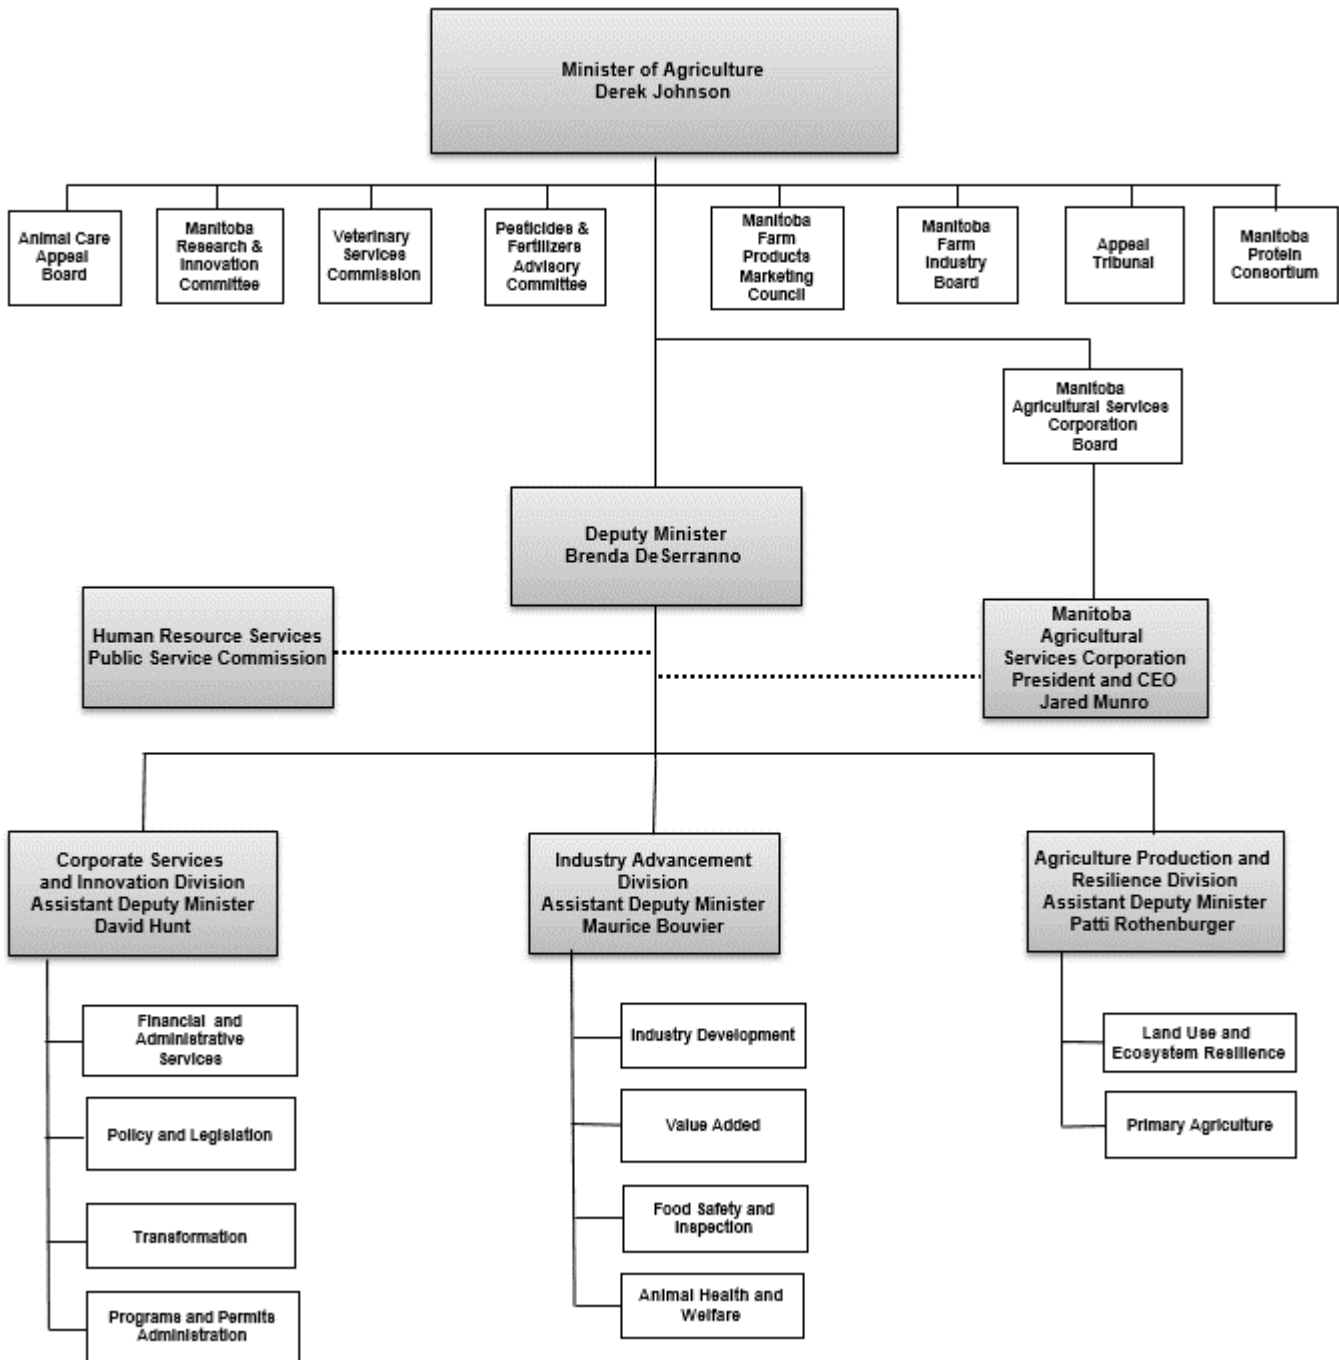 Minister of Agriculture
Derek Johnson
Animal Care
Appeal
Board
Manitoba
Research &
Innovation
Committee
Veterinary
Services
Commission
Pesticides &
Fertilizers
Advisory
Committee
Manitoba
Farm
Products
Marketing
Council
Manitoba
Farm
Industry
Board
Appeal
Tribunal
Manitoba
Protein
Consortium
Manitoba
Agricultural Services
Corporation
Board
Deputy Minister
Brenda DeSerranno
Human Resource Services
Public Service Commission
Manitoba
Agricultural
Services Corporation
President and CEO
Jared Munro
Corporate Services
and Innovation Division
Assistant Deputy Minister
David Hunt
Industry Advancement
Division
Assistant Deputy Minister
Maurice Bouvier
Agriculture Production and
Resilience Division
Assistant Deputy Minister
Patti Rothenburger
Financial and
Administrative
Services
Policy and Legislation
Transformation
Programs and Permits
Administration
Industry Development
Value Added
Food Safety and
Inspection
Animal Health and
Welfare
Land Use and
Ecosystem Resilience
Primary Agriculture